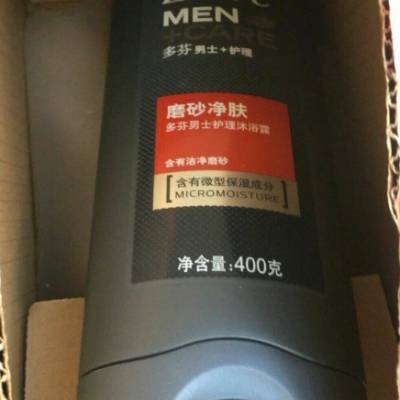 MEN
+CARE
多芬男士+护理
磨砂净肤
多芬男士护理沐浴露
含有洁净磨砂
[含有微型保湿成分]
MICROMOISTURE
净含量:400克